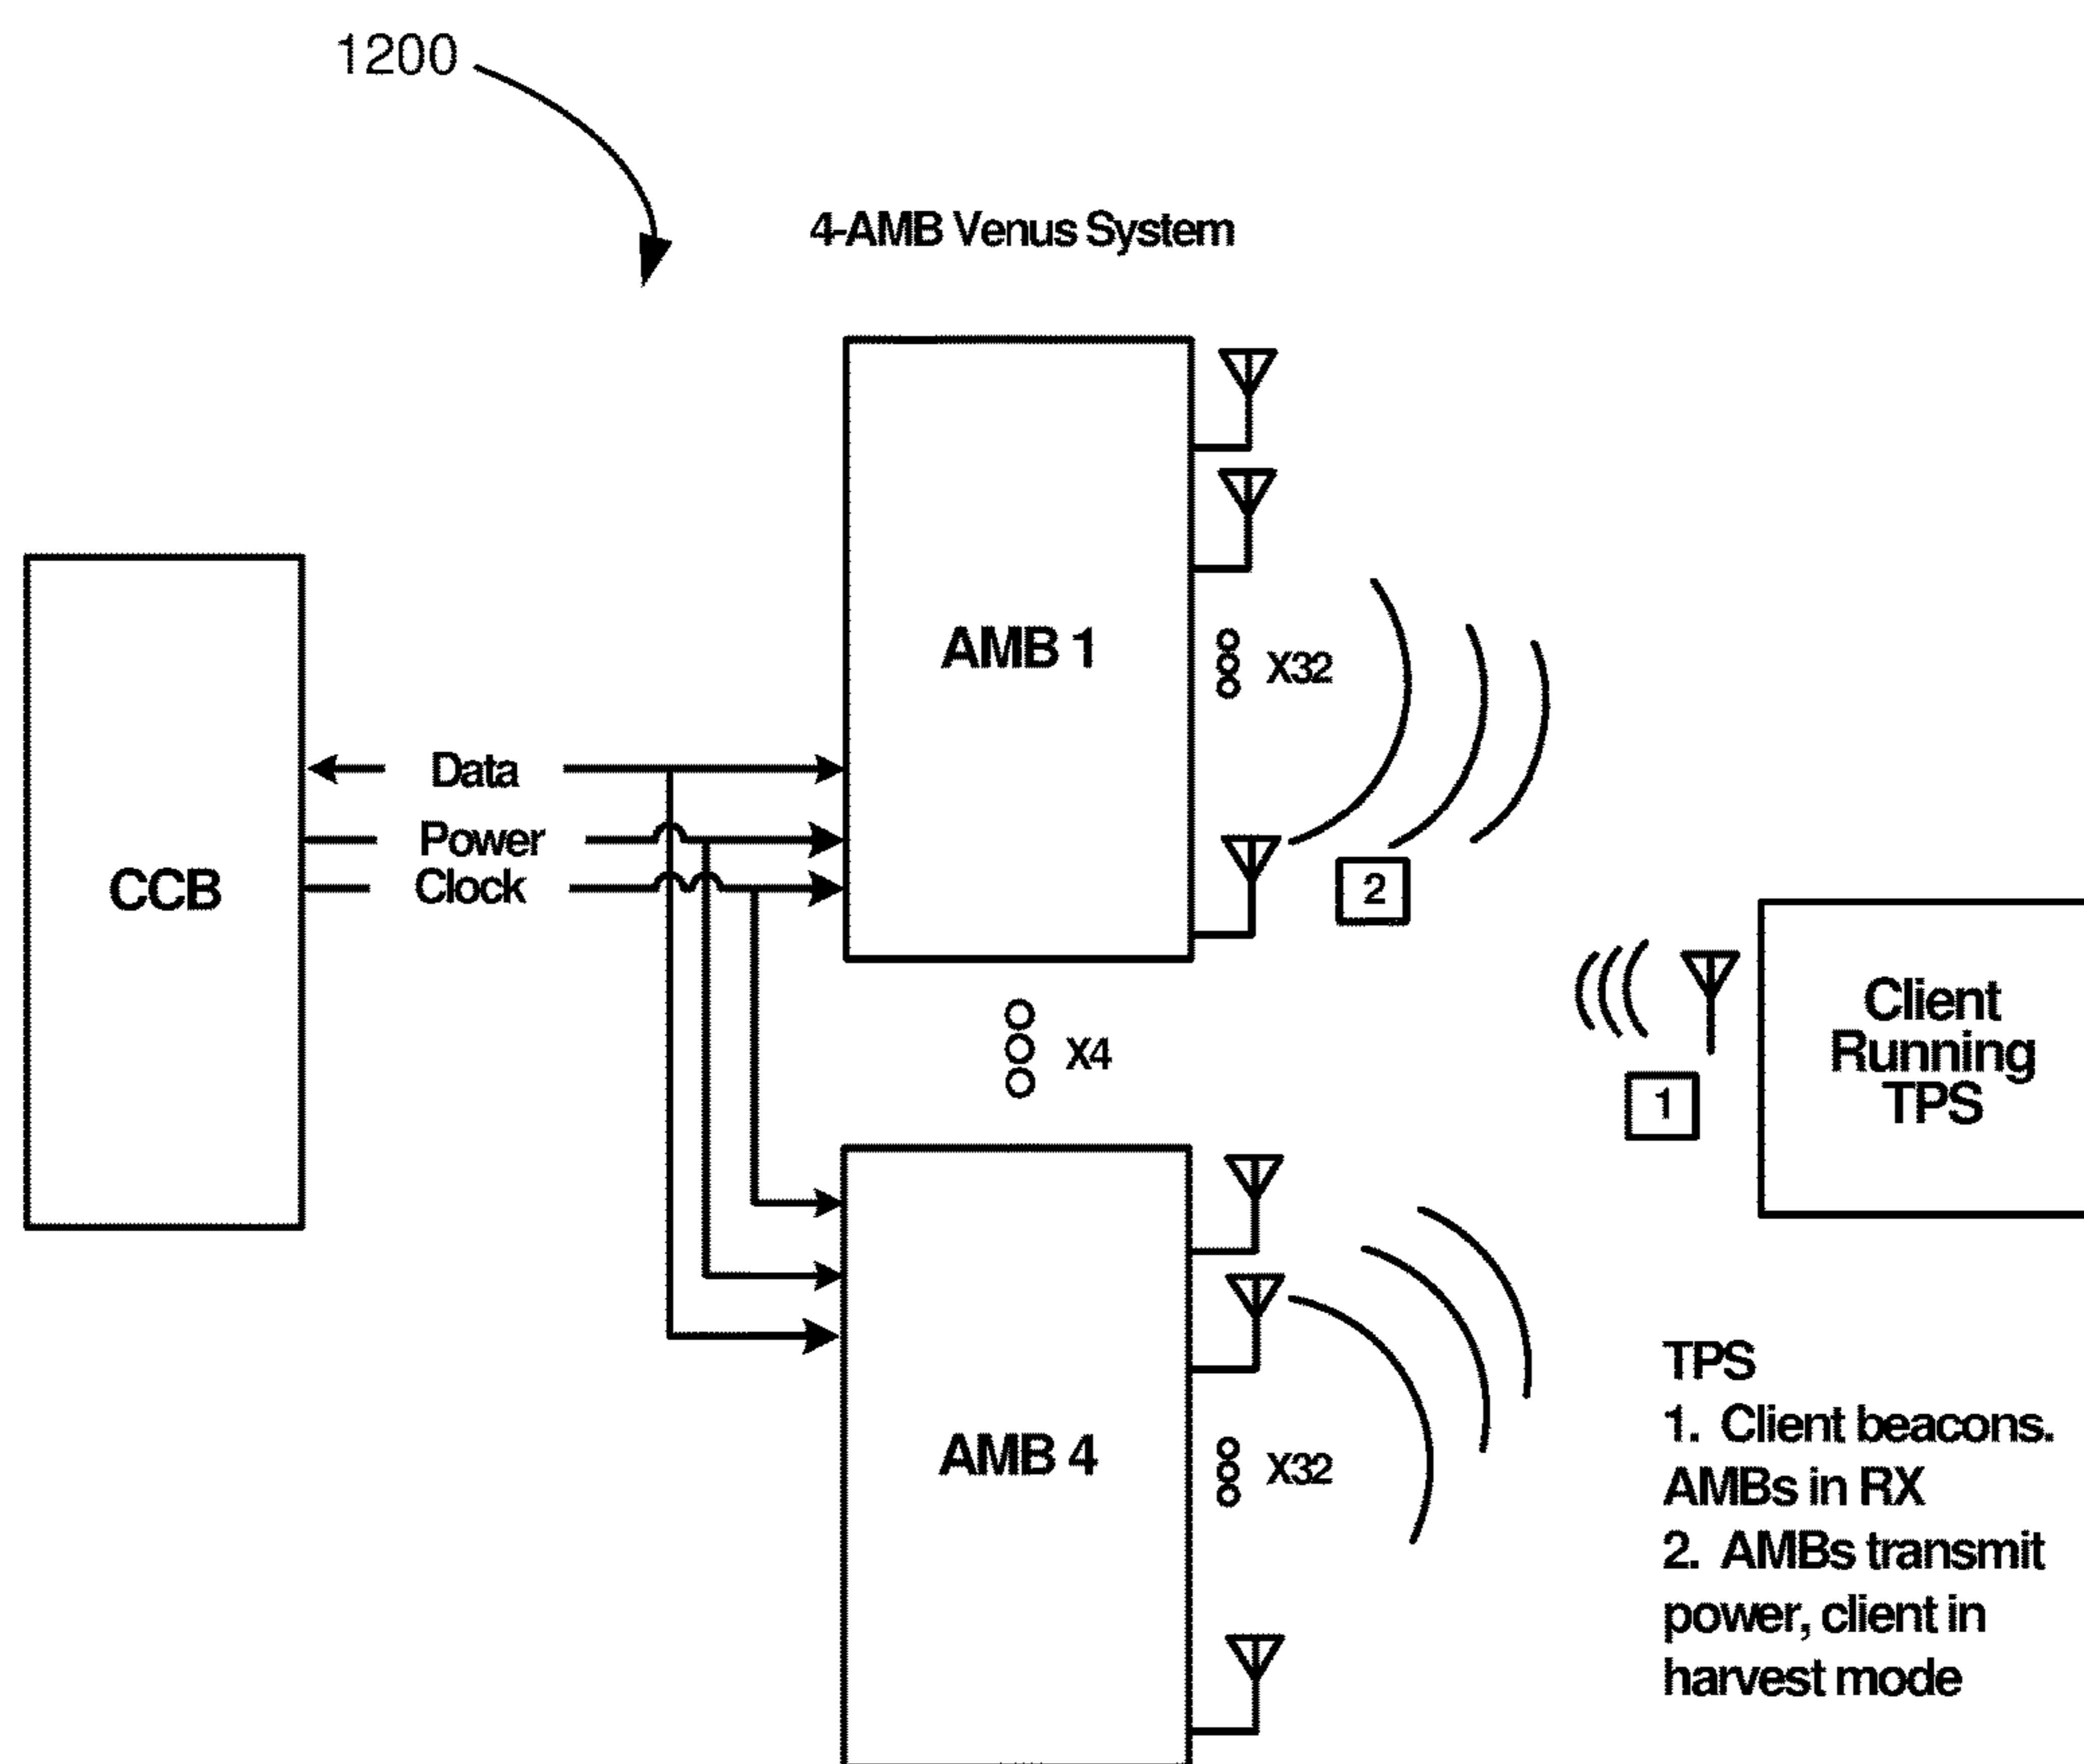 1200
4-AMB Venus System
AMB 1
X32
Data
Power
Clock
CCB
2
X4
1
Client
Running
TPS
AMB 4
X32
TPS
1. Client beacons.
AMBs in RX
2. AMBs transmit
power, client in
harvest mode